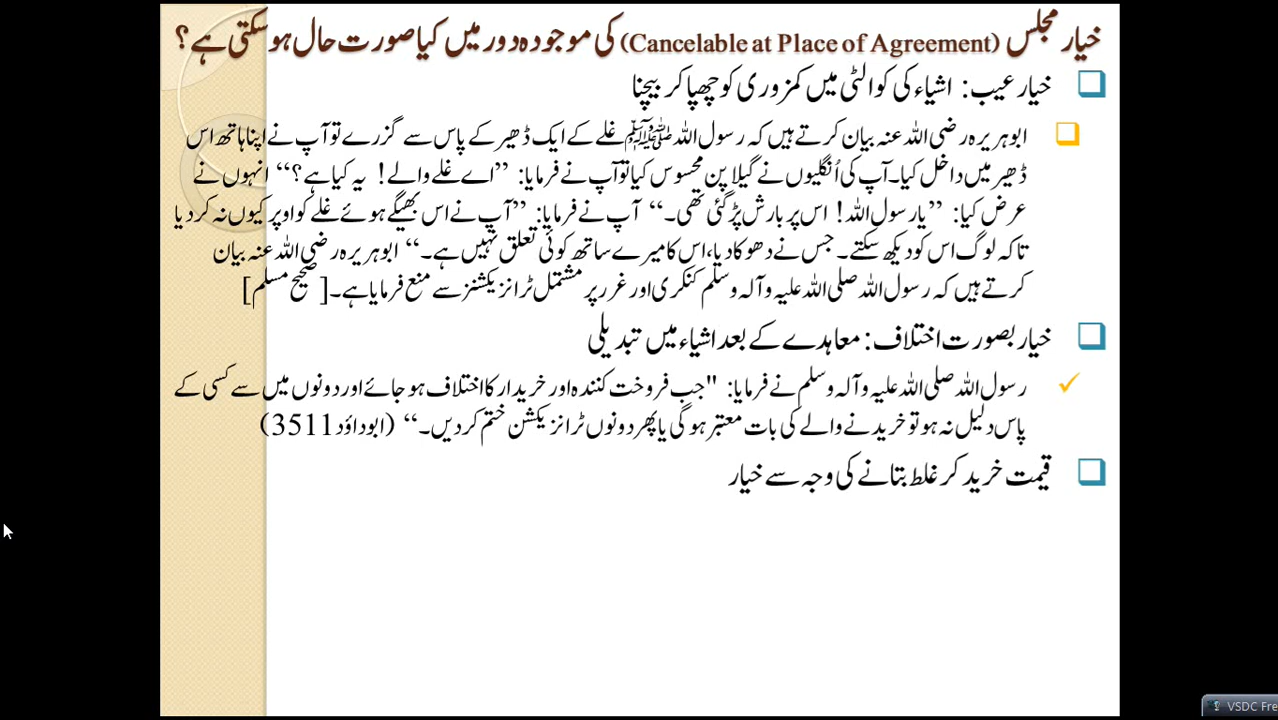 خیار مجلس (Cancelable at Place of Agreement) کی موجودہ دور میں کیا صورت حال ہو سکتی ہے؟
خیار عیب: اشیاء کی کوالٹی میں کمزوری کو چھپا کر بیچنا
ابوہریرہ رضی اللہ عنہ بیان کرتے ہیں کہ رسول اللہ ﷺ غلے کے ایک ڈھیر کے پاس سے گزرے تو آپ نے اپنا ہاتھ اس
ڈھیر میں داخل کیا۔ آپ کی اُنگلیوں نے گیلا پن محسوس کیا تو آپ نے فرمایا: ”اے غلے والے! یہ کیا ہے؟“ انہوں نے
عرض کیا: ”یا رسول اللہ! اس پر بارش پڑ گئی تھی۔“ آپ نے فرمایا: ”آپ نے اس بھیگے ہوئے غلے کو اوپر کیوں نہ کر دیا
تاکہ لوگ اس کو دیکھ سکتے۔ جس نے دھوکا دیا، اس کا میرے ساتھ کوئی تعلق نہیں ہے۔“ ابوہریرہ رضی اللہ عنہ بیان
کرتے ہیں کہ رسول اللہ صلی اللہ علیہ وآلہ وسلم کنکری اور غرر پر مشتمل ٹرانزیکشنز سے منع فرمایا ہے۔ [صحیح مسلم]
خیار بصورت اختلاف: معاہدے کے بعد اشیاء میں تبدیلی
رسول اللہ صلی اللہ علیہ وآلہ وسلم نے فرمایا: "جب فروخت کنندہ اور خریدار کا اختلاف ہو جائے اور دونوں میں سے کسی کے
پاس دلیل نہ ہو تو خریدنے والے کی بات معتبر ہو گی یا پھر دونوں ٹرانزیکشن ختم کر دیں۔“ (ابوداؤد 3511)
قیمت خرید کر غلط بتانے کی وجہ سے خیار
VSDC Fre